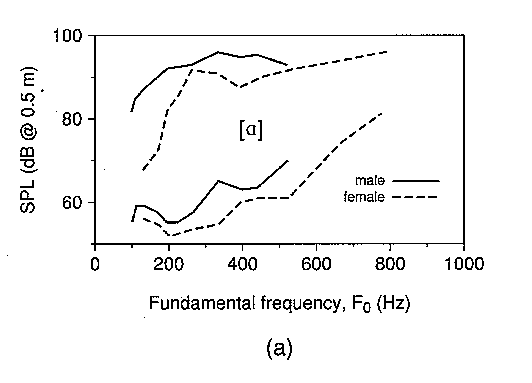 100
80
60
SPL (dB @ 0.5 m)
[ɑ]
male
female
0 200 400 600 800 1000
Fundamental frequency, F₀ (Hz)
(a)